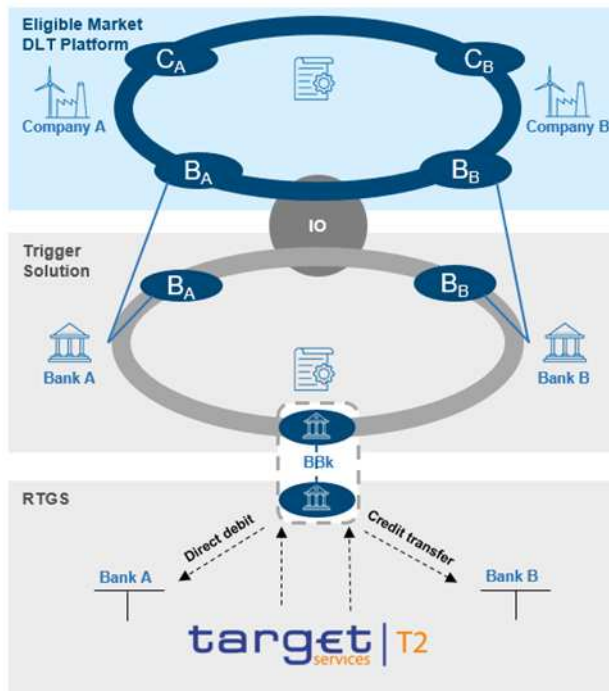 Eligible Market
DLT Platform
CA
CB
Company A
Company B
BA
BB
IO
Trigger
Solution
BA
BB
Bank A
Bank B
BBk
RTGS
Direct debit
Credit transfer
Bank A
Bank B
target | T2
services